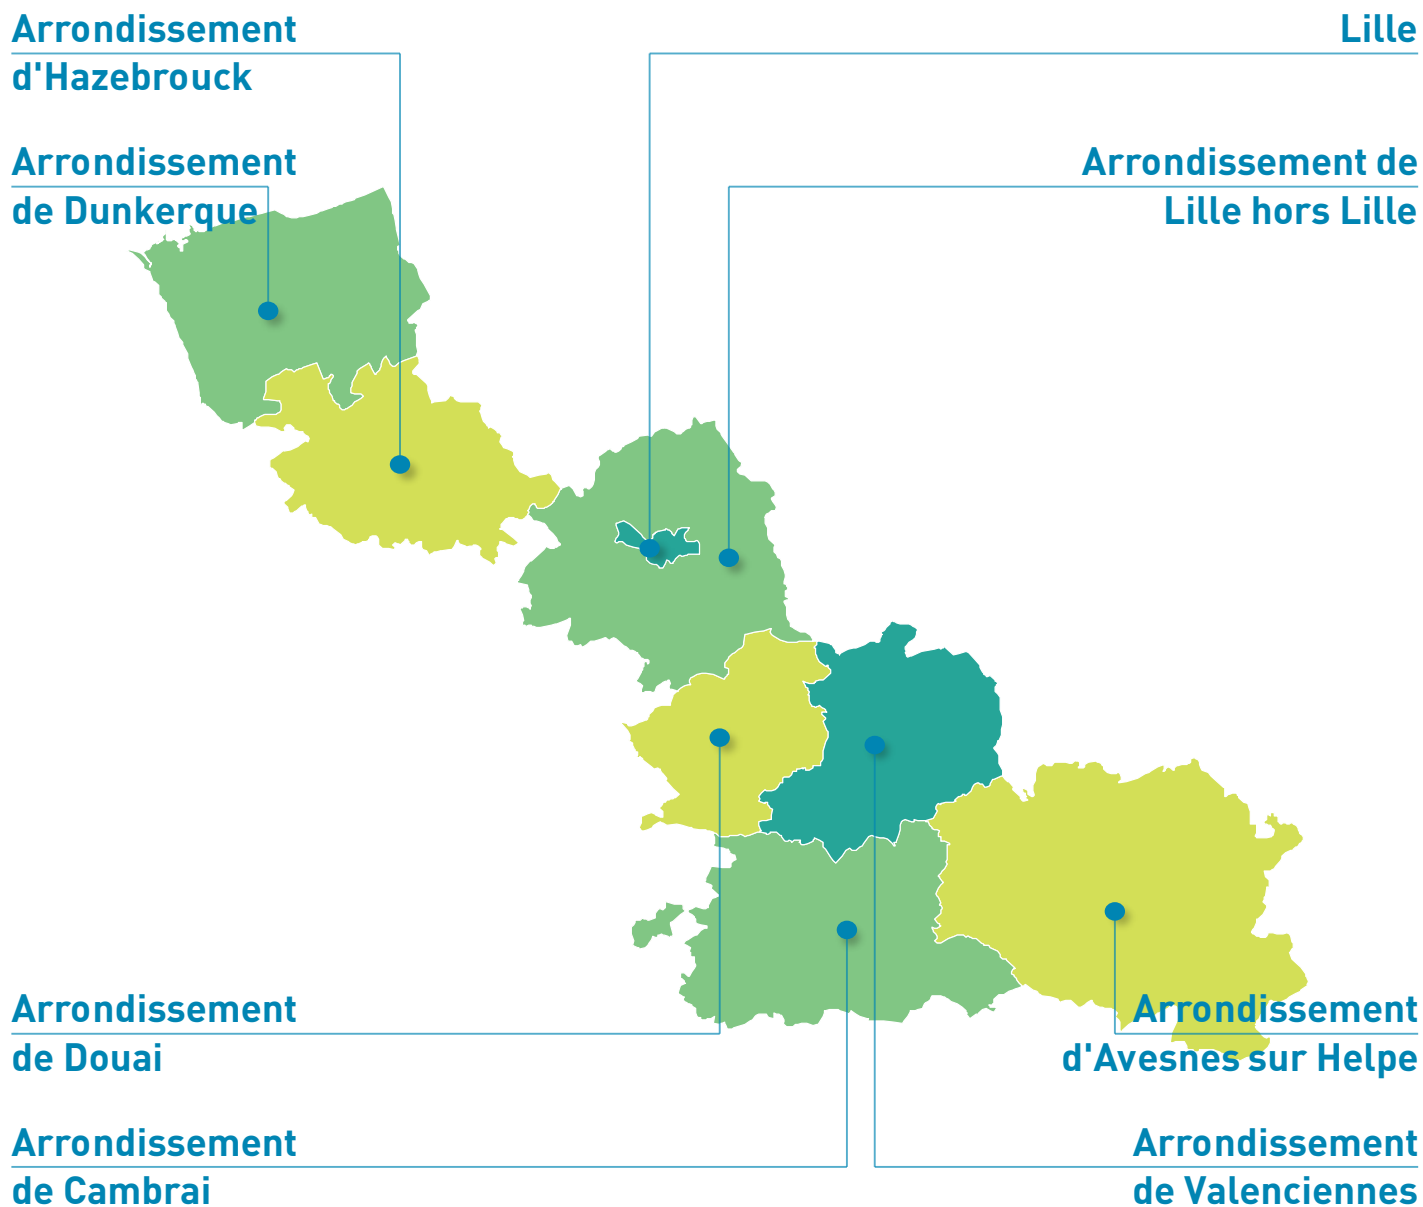 Arrondissement
d'Hazebrouck
Lille
Arrondissement
de Dunkerque
Arrondissement de
Lille hors Lille
Arrondissement
de Douai
Arrondissement
d'Avesnes sur Helpe
Arrondissement
de Cambrai
Arrondissement
de Valenciennes